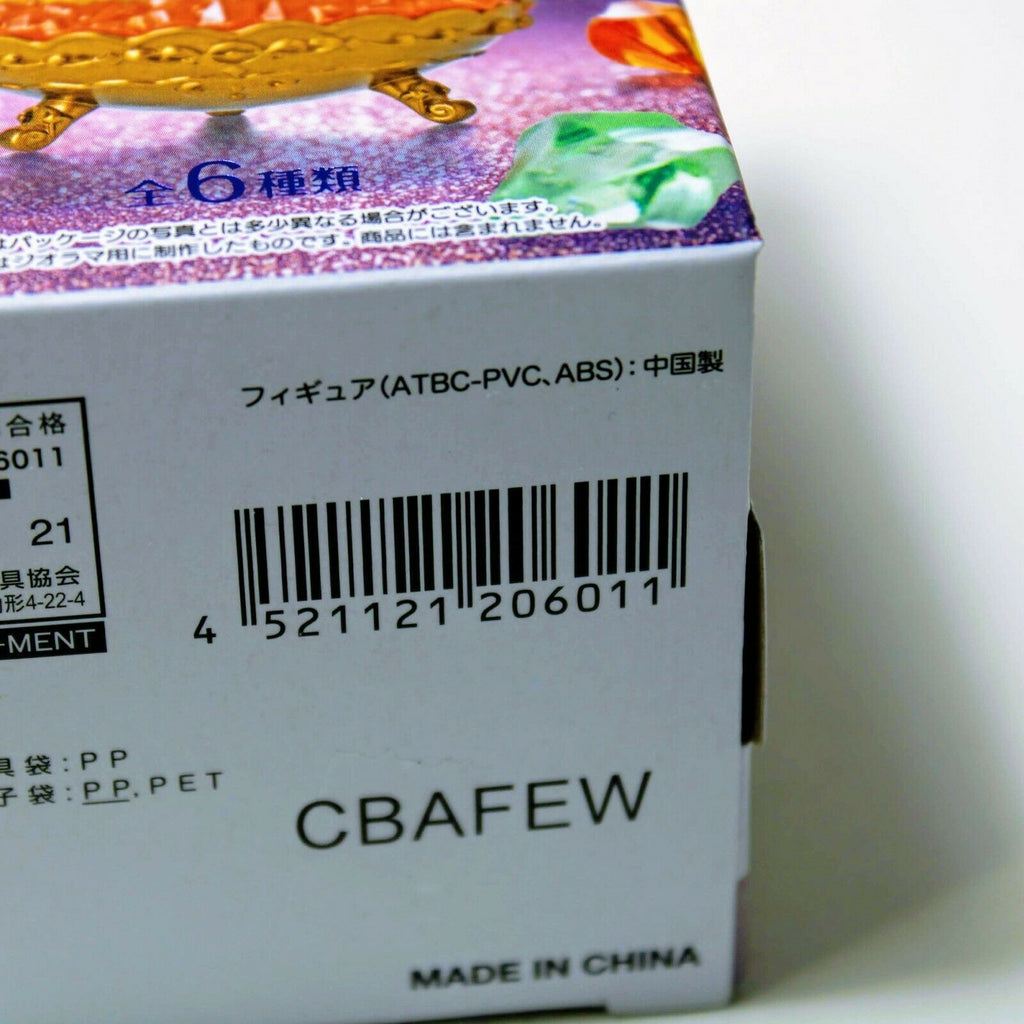 全6種類
はパッケージの写真とは多少異なる場合がございます。
はジオラマ用に制作したものです。商品には含まれません。
フィギュア(ATBC-PVC、ABS):中国製
合格
6011
21
具協会
形4-22-4
-MENT
4 521121 206011
具袋:PP
子袋:PP.PET
CBAFEW
MADE IN CHINA